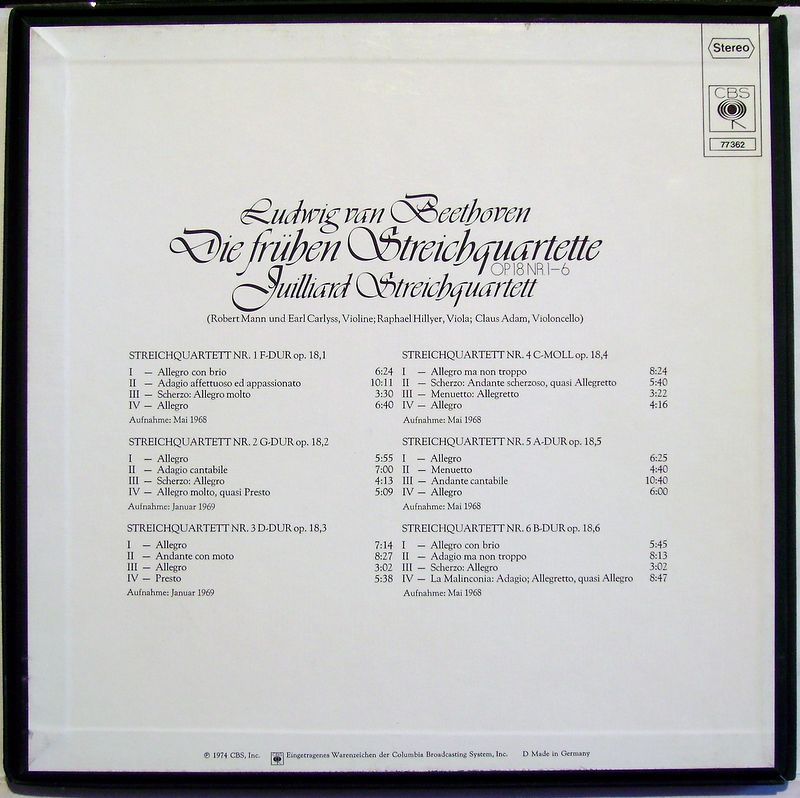 Stereo
CBS
77362
Ludwig van Beethoven
Die frühen Streichquartette
OP.18 NR.1-6
Juilliard Streichquartett
(Robert Mann und Earl Carlyss, Violine; Raphael Hillyer, Viola; Claus Adam, Violoncello)
STREICHQUARTETT NR. 1 F-DUR op. 18,1
I — Allegro con brio 6:24
II — Adagio affettuoso ed appassionato 10:11
III — Scherzo: Allegro molto 3:30
IV — Allegro 6:40
Aufnahme: Mai 1968
STREICHQUARTETT NR. 2 G-DUR op. 18,2
I — Allegro 5:55
II — Adagio cantabile 7:00
III — Scherzo: Allegro 4:13
IV — Allegro molto, quasi Presto 5:09
Aufnahme: Januar 1969
STREICHQUARTETT NR. 3 D-DUR op. 18,3
I — Allegro 7:14
II — Andante con moto 8:27
III — Allegro 3:02
IV — Presto 5:38
Aufnahme: Januar 1969
STREICHQUARTETT NR. 4 C-MOLL op. 18,4
I — Allegro ma non troppo 8:24
II — Scherzo: Andante scherzoso, quasi Allegretto 5:40
III — Menuetto: Allegretto 3:22
IV — Allegro 4:16
Aufnahme: Mai 1968
STREICHQUARTETT NR. 5 A-DUR op. 18,5
I — Allegro 6:25
II — Menuetto 4:40
III — Andante cantabile 10:40
IV — Allegro 6:00
Aufnahme: Mai 1968
STREICHQUARTETT NR. 6 B-DUR op. 18,6
I — Allegro con brio 5:45
II — Adagio ma non troppo 8:13
III — Scherzo: Allegro 3:02
IV — La Malinconia: Adagio; Allegretto, quasi Allegro 8:47
Aufnahme: Mai 1968
℗ 1974 CBS, Inc. CBS Eingetragenes Warenzeichen der Columbia Broadcasting System, Inc. D Made in Germany